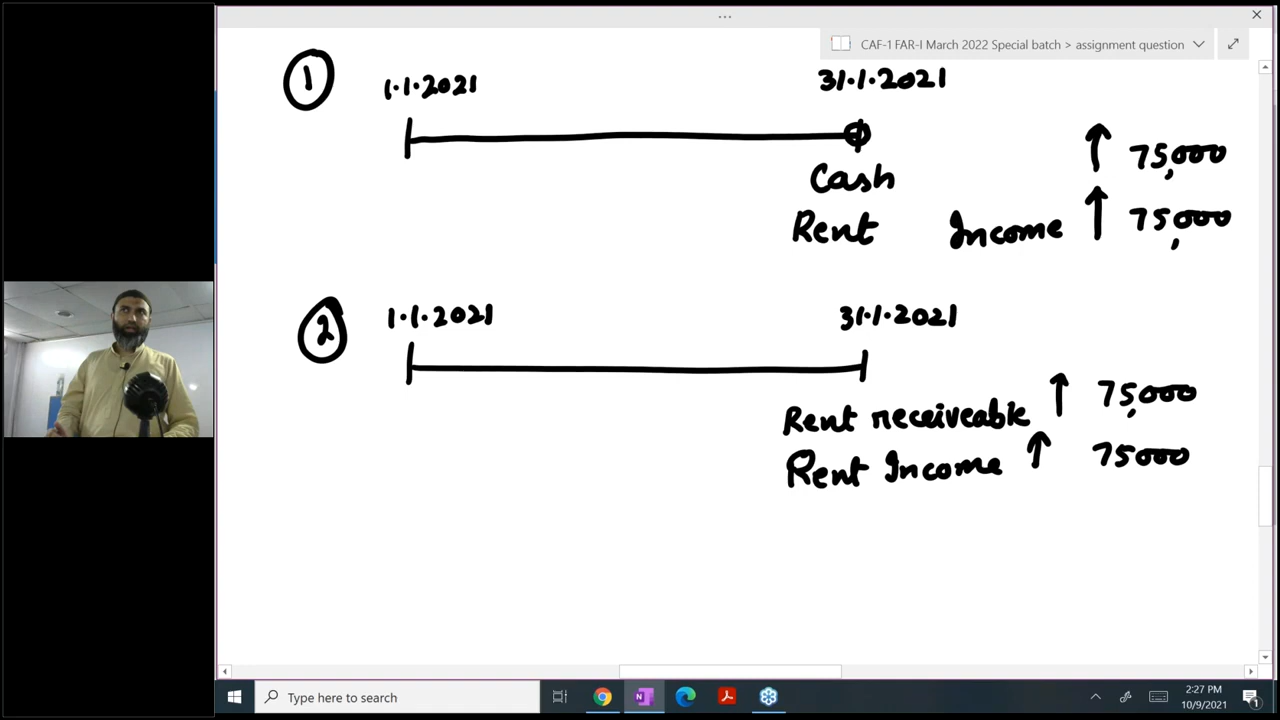 CAF-1 FAR-I March 2022 Special batch > assignment question
1
1.1.2021
31.1.2021
Cash ↑ 75,000
Rent Income ↑ 75,000
2
1.1.2021
31.1.2021
Rent receiveable ↑ 75,000
Rent Income ↑ 75000
Type here to search
2:27 PM
10/9/2021
1